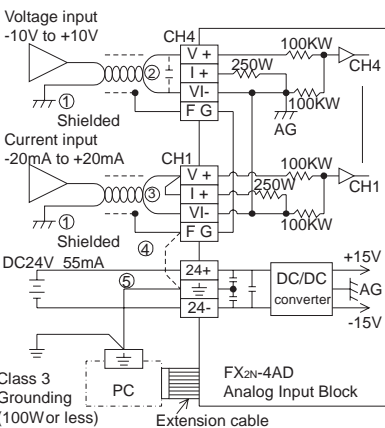 Voltage input
-10V to +10V
CH4
V +
I +
VI-
F G
100KW
250W
100KW
CH4
AG
②
①
Shielded
Current input
-20mA to +20mA
CH1
V +
I +
VI-
F G
100KW
250W
100KW
CH1
③
①
Shielded
④
DC24V 55mA
⑤
24+
24-
DC/DC
converter
+15V
AG
-15V
Class 3
Grounding
(100W or less)
PC
FX2N-4AD
Analog Input Block
Extension cable